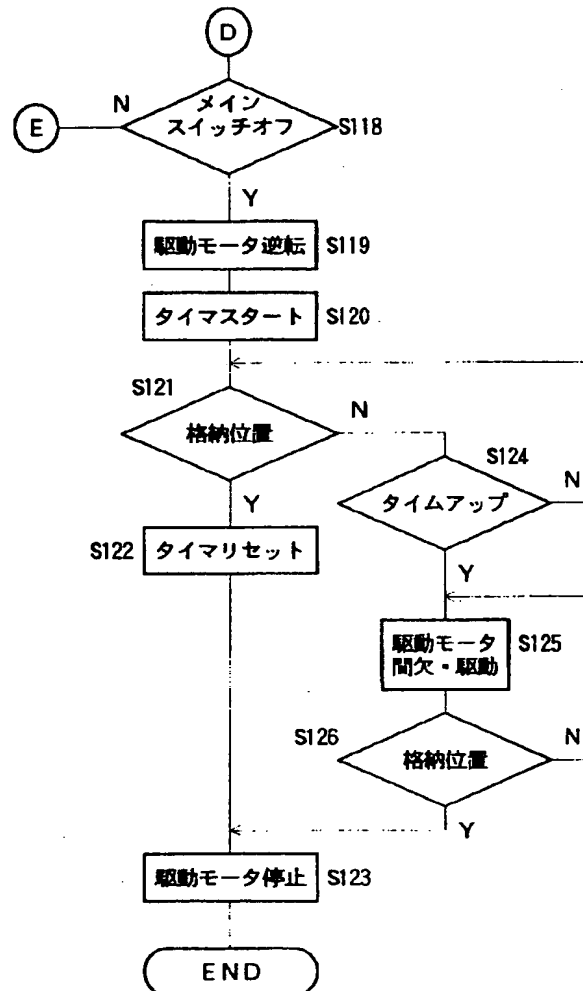 D
N
メイン
スイッチオフ
S118
E
Y
駆動モータ逆転
S119
タイマスタート
S120
S121
格納位置
N
S124
タイムアップ
N
Y
S122
タイマリセット
Y
駆動モータ
間欠・駆動
S125
S126
格納位置
N
Y
駆動モータ停止
S123
END